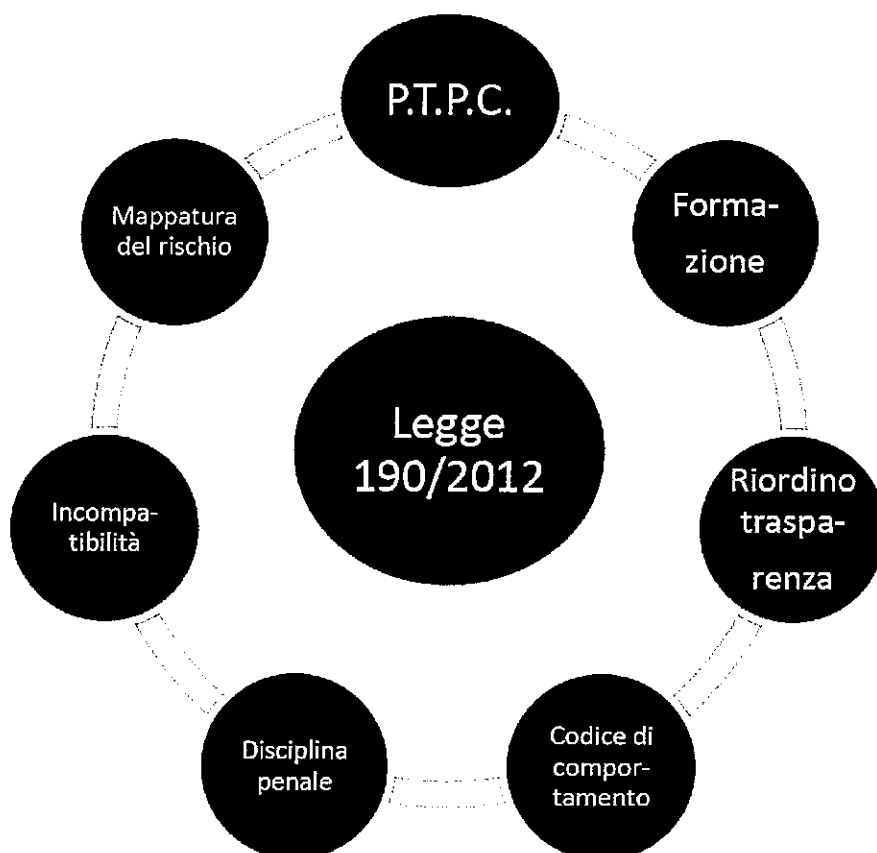 P.T.P.C.
Forma-
zione
Riordino
traspa-
renza
Codice di
compor-
tamento
Disciplina
penale
Incompa-
tibilità
Mappatura
del rischio
Legge
190/2012